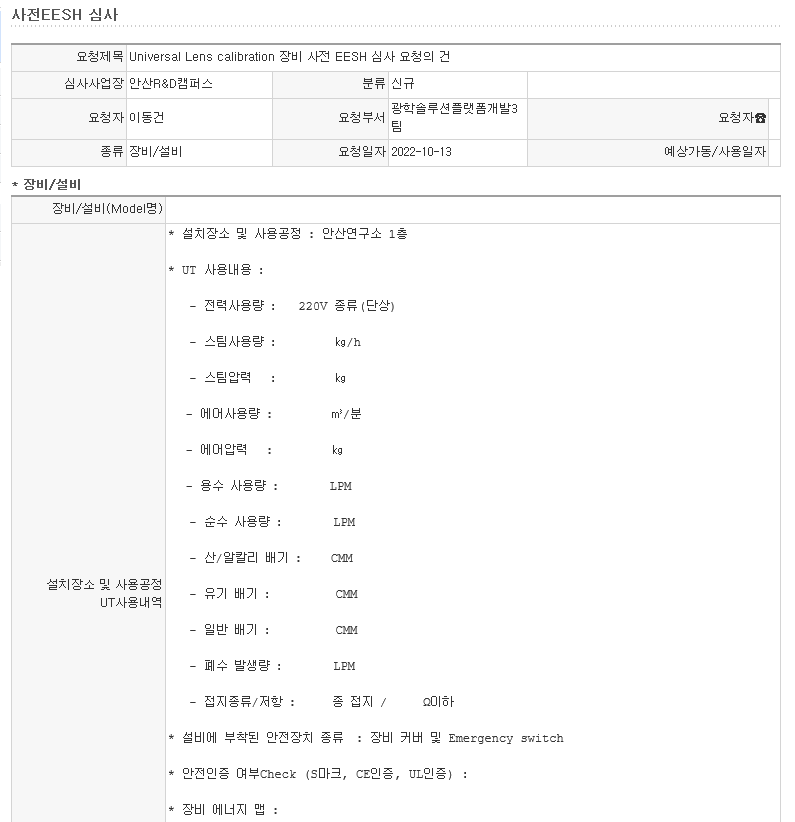 사전EESH 심사
요청제목 Universal Lens calibration 장비 사전 EESH 심사 요청의 건
심사사업장 안산R&D캠퍼스 분류 신규
요청자 이동건 요청부서 광학솔루션플랫폼개발3팀 요청자☎
종류 장비/설비 요청일자 2022-10-13 예상가동/사용일자
* 장비/설비
장비/설비(Model명)
설치장소 및 사용공정
UT사용내역
* 설치장소 및 사용공정 : 안산연구소 1층
* UT 사용내용 :
- 전력사용량 : 220V 종류(단상)
- 스팀사용량 : ㎏/h
- 스팀압력 : ㎏
- 에어사용량 : ㎥/분
- 에어압력 : ㎏
- 용수 사용량 : LPM
- 순수 사용량 : LPM
- 산/알칼리 배기 : CMM
- 유기 배기 : CMM
- 일반 배기 : CMM
- 폐수 발생량 : LPM
- 접지종류/저항 : 종 접지 / Ω이하
* 설비에 부착된 안전장치 종류 : 장비 커버 및 Emergency switch
* 안전인증 여부Check (S마크, CE인증, UL인증) :
* 장비 에너지 맵 :